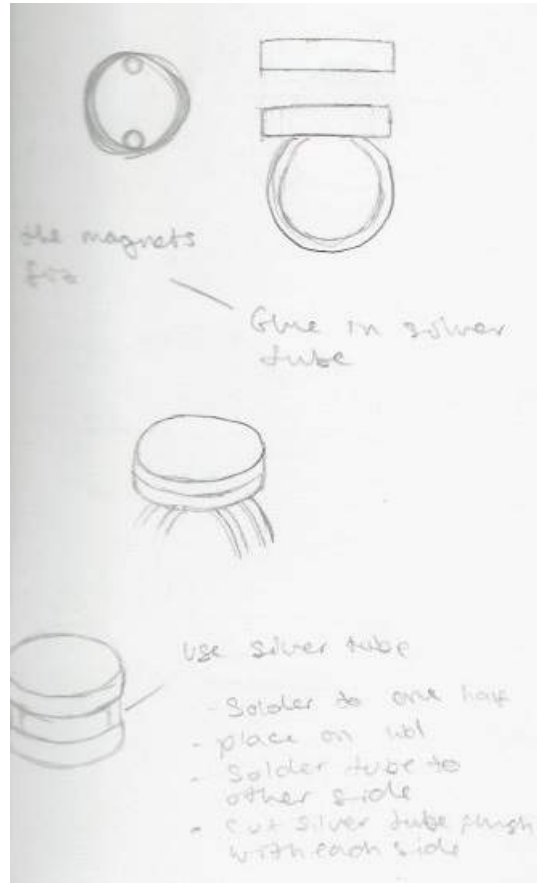 the magnets
Glue in silver
tube
use silver tube
- Solder to one half
- place on
- Solder tube to
other side
- cut silver tube flush
with each side